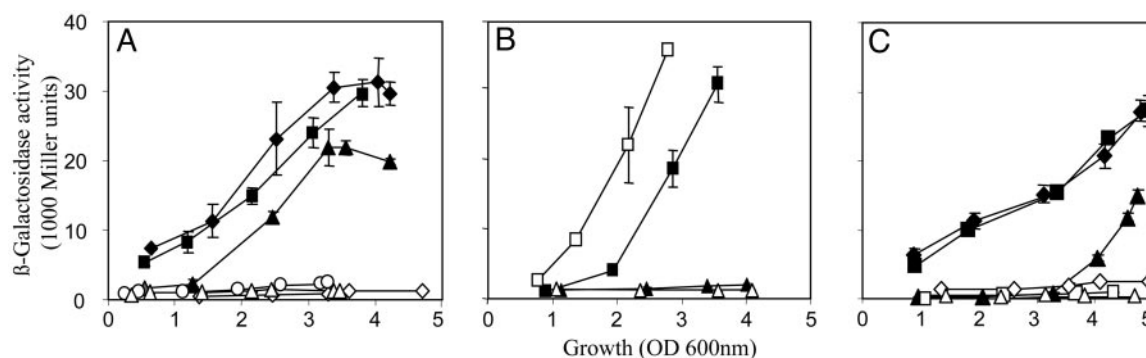 ß-Galactosidase activity
(1000 Miller units)
40
30
20
10
0
A
0 1 2 3 4 5
B
0 1 2 3 4 5
C
0 1 2 3 4 5
Growth (OD 600nm)